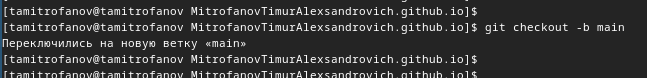 [tamitrofanov@tamitrofanov MitrofanovTimurAlexsandrovich.github.io]$
[tamitrofanov@tamitrofanov MitrofanovTimurAlexsandrovich.github.io]$ git checkout -b main
Переключились на новую ветку «main»
[tamitrofanov@tamitrofanov MitrofanovTimurAlexsandrovich.github.io]$
[tamitrofanov@tamitrofanov MitrofanovTimurAlexsandrovich.github.io]$